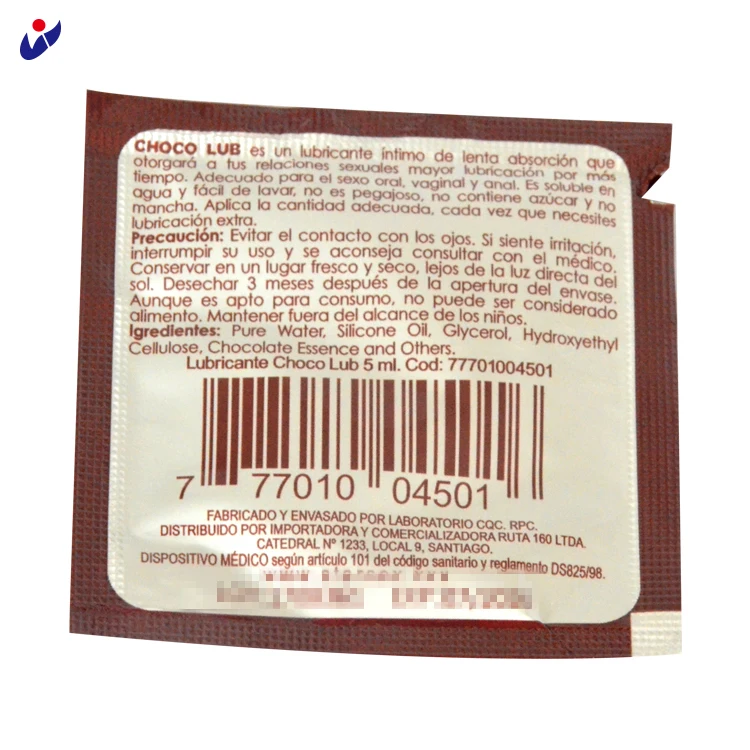 CHOCO LUB es un lubricante íntimo de lenta absorción que
otorgará a tus relaciones sexuales mayor lubricación por más
tiempo. Adecuado para el sexo oral, vaginal y anal. Es soluble en
agua y fácil de lavar, no es pegajoso, no contiene azúcar y no
mancha. Aplica la cantidad adecuada, cada vez que necesites
lubricación extra.
Precaución: Evitar el contacto con los ojos. Si siente irritación,
interrumpir su uso y se aconseja consultar con el médico.
Conservar en un lugar fresco y seco, lejos de la luz directa del
sol. Desechar 3 meses después de la apertura del envase.
Aunque es apto para consumo, no puede ser considerado
alimento. Mantener fuera del alcance de los niños.
Igredientes: Pure Water, Silicone Oil, Glycerol, Hydroxyethyl
Cellulose, Chocolate Essence and Others.
Lubricante Choco Lub 5 ml. Cod: 77701004501
7 77010 04501
FABRICADO Y ENVASADO POR LABORATORIO CQC. RPC.
DISTRIBUIDO POR IMPORTADORA Y COMERCIALIZADORA RUTA 160 LTDA.
CATEDRAL Nº 1233, LOCAL 9, SANTIAGO.
DISPOSITIVO MÉDICO según artículo 101 del código sanitario y reglamento DS825/98.